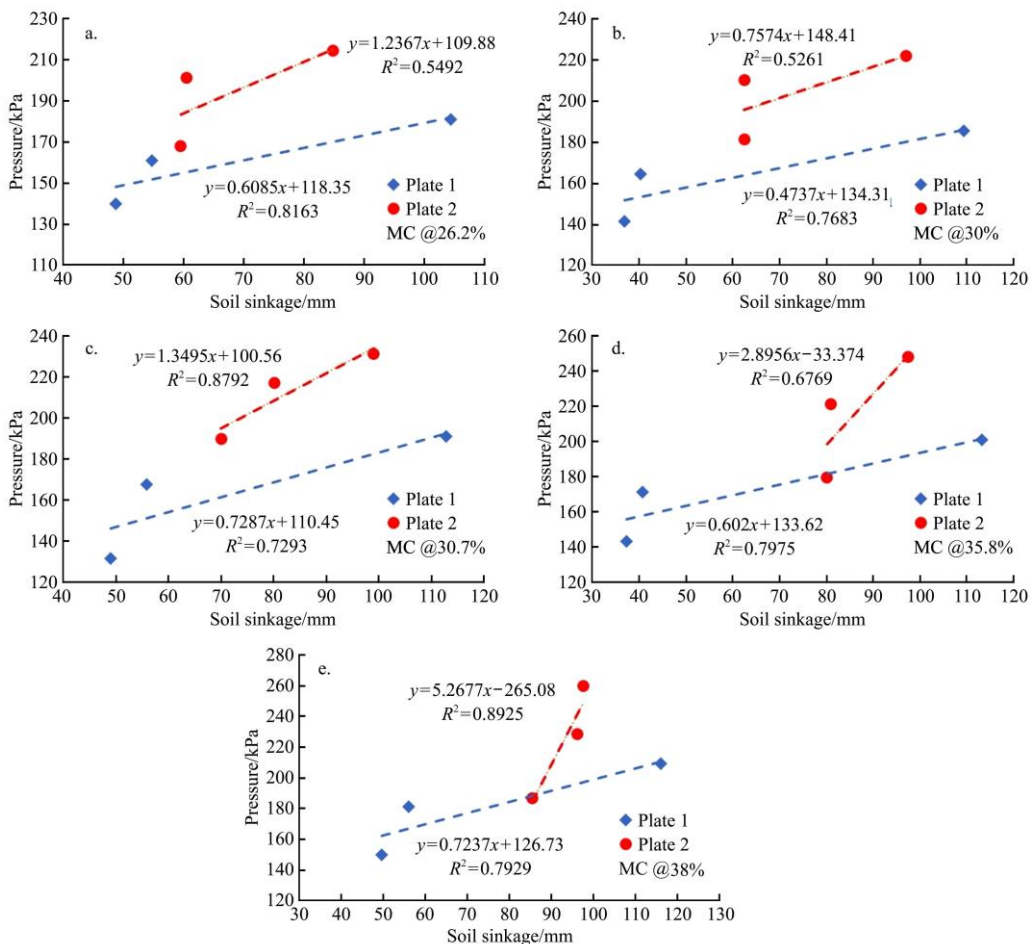 a.
Pressure/kPa
230
210
190
170
150
130
110
y=1.2367x+109.88
R²=0.5492
y=0.6085x+118.35
R²=0.8163
Plate 1
Plate 2
MC @26.2%
40 50 60 70 80 90 100 110
Soil sinkage/mm
b.
Pressure/kPa
240
220
200
180
160
140
120
y=0.7574x+148.41
R²=0.5261
y=0.4737x+134.31
R²=0.7683
Plate 1
Plate 2
MC @30%
30 40 50 60 70 80 90 100 110 120
Soil sinkage/mm
c.
Pressure/kPa
240
220
200
180
160
140
120
y=1.3495x+100.56
R²=0.8792
y=0.7287x+110.45
R²=0.7293
Plate 1
Plate 2
MC @30.7%
40 50 60 70 80 90 100 110 120
Soil sinkage/mm
d.
Pressure/kPa
260
240
220
200
180
160
140
120
y=2.8956x−33.374
R²=0.6769
y=0.602x+133.62
R²=0.7975
Plate 1
Plate 2
MC @35.8%
30 40 50 60 70 80 90 100 110 120
Soil sinkage/mm
e.
Pressure/kPa
280
260
240
220
200
180
160
140
120
y=5.2677x−265.08
R²=0.8925
y=0.7237x+126.73
R²=0.7929
Plate 1
Plate 2
MC @38%
30 40 50 60 70 80 90 100 110 120 130
Soil sinkage/mm